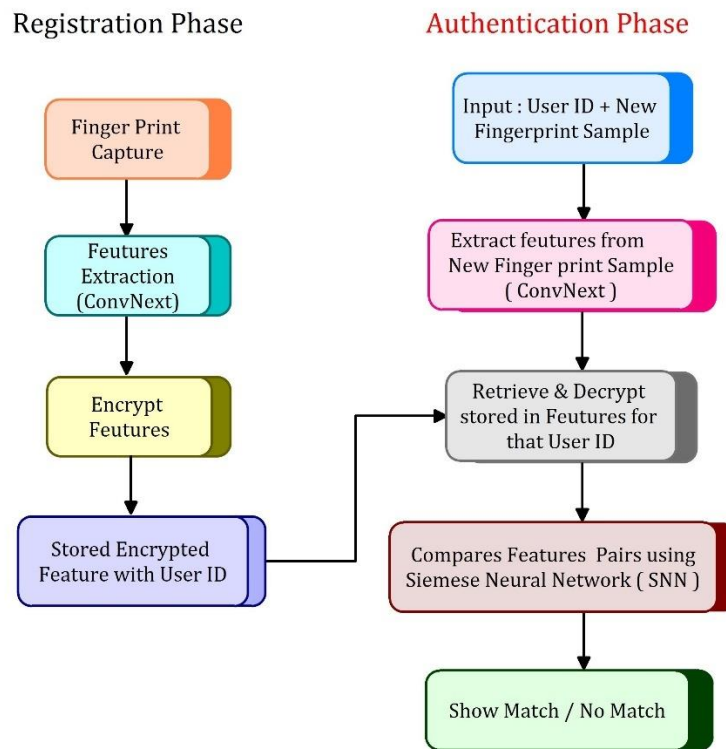 Registration Phase
Finger Print
Capture
Feutures
Extraction
(ConvNext)
Encrypt
Feutures
Stored Encrypted
Feature with User ID
Authentication Phase
Input : User ID + New
Fingerprint Sample
Extract feutures from
New Finger print Sample
( ConvNext )
Retrieve & Decrypt
stored in Feutures for
that User ID
Compares Features Pairs using
Siemese Neural Network ( SNN )
Show Match / No Match